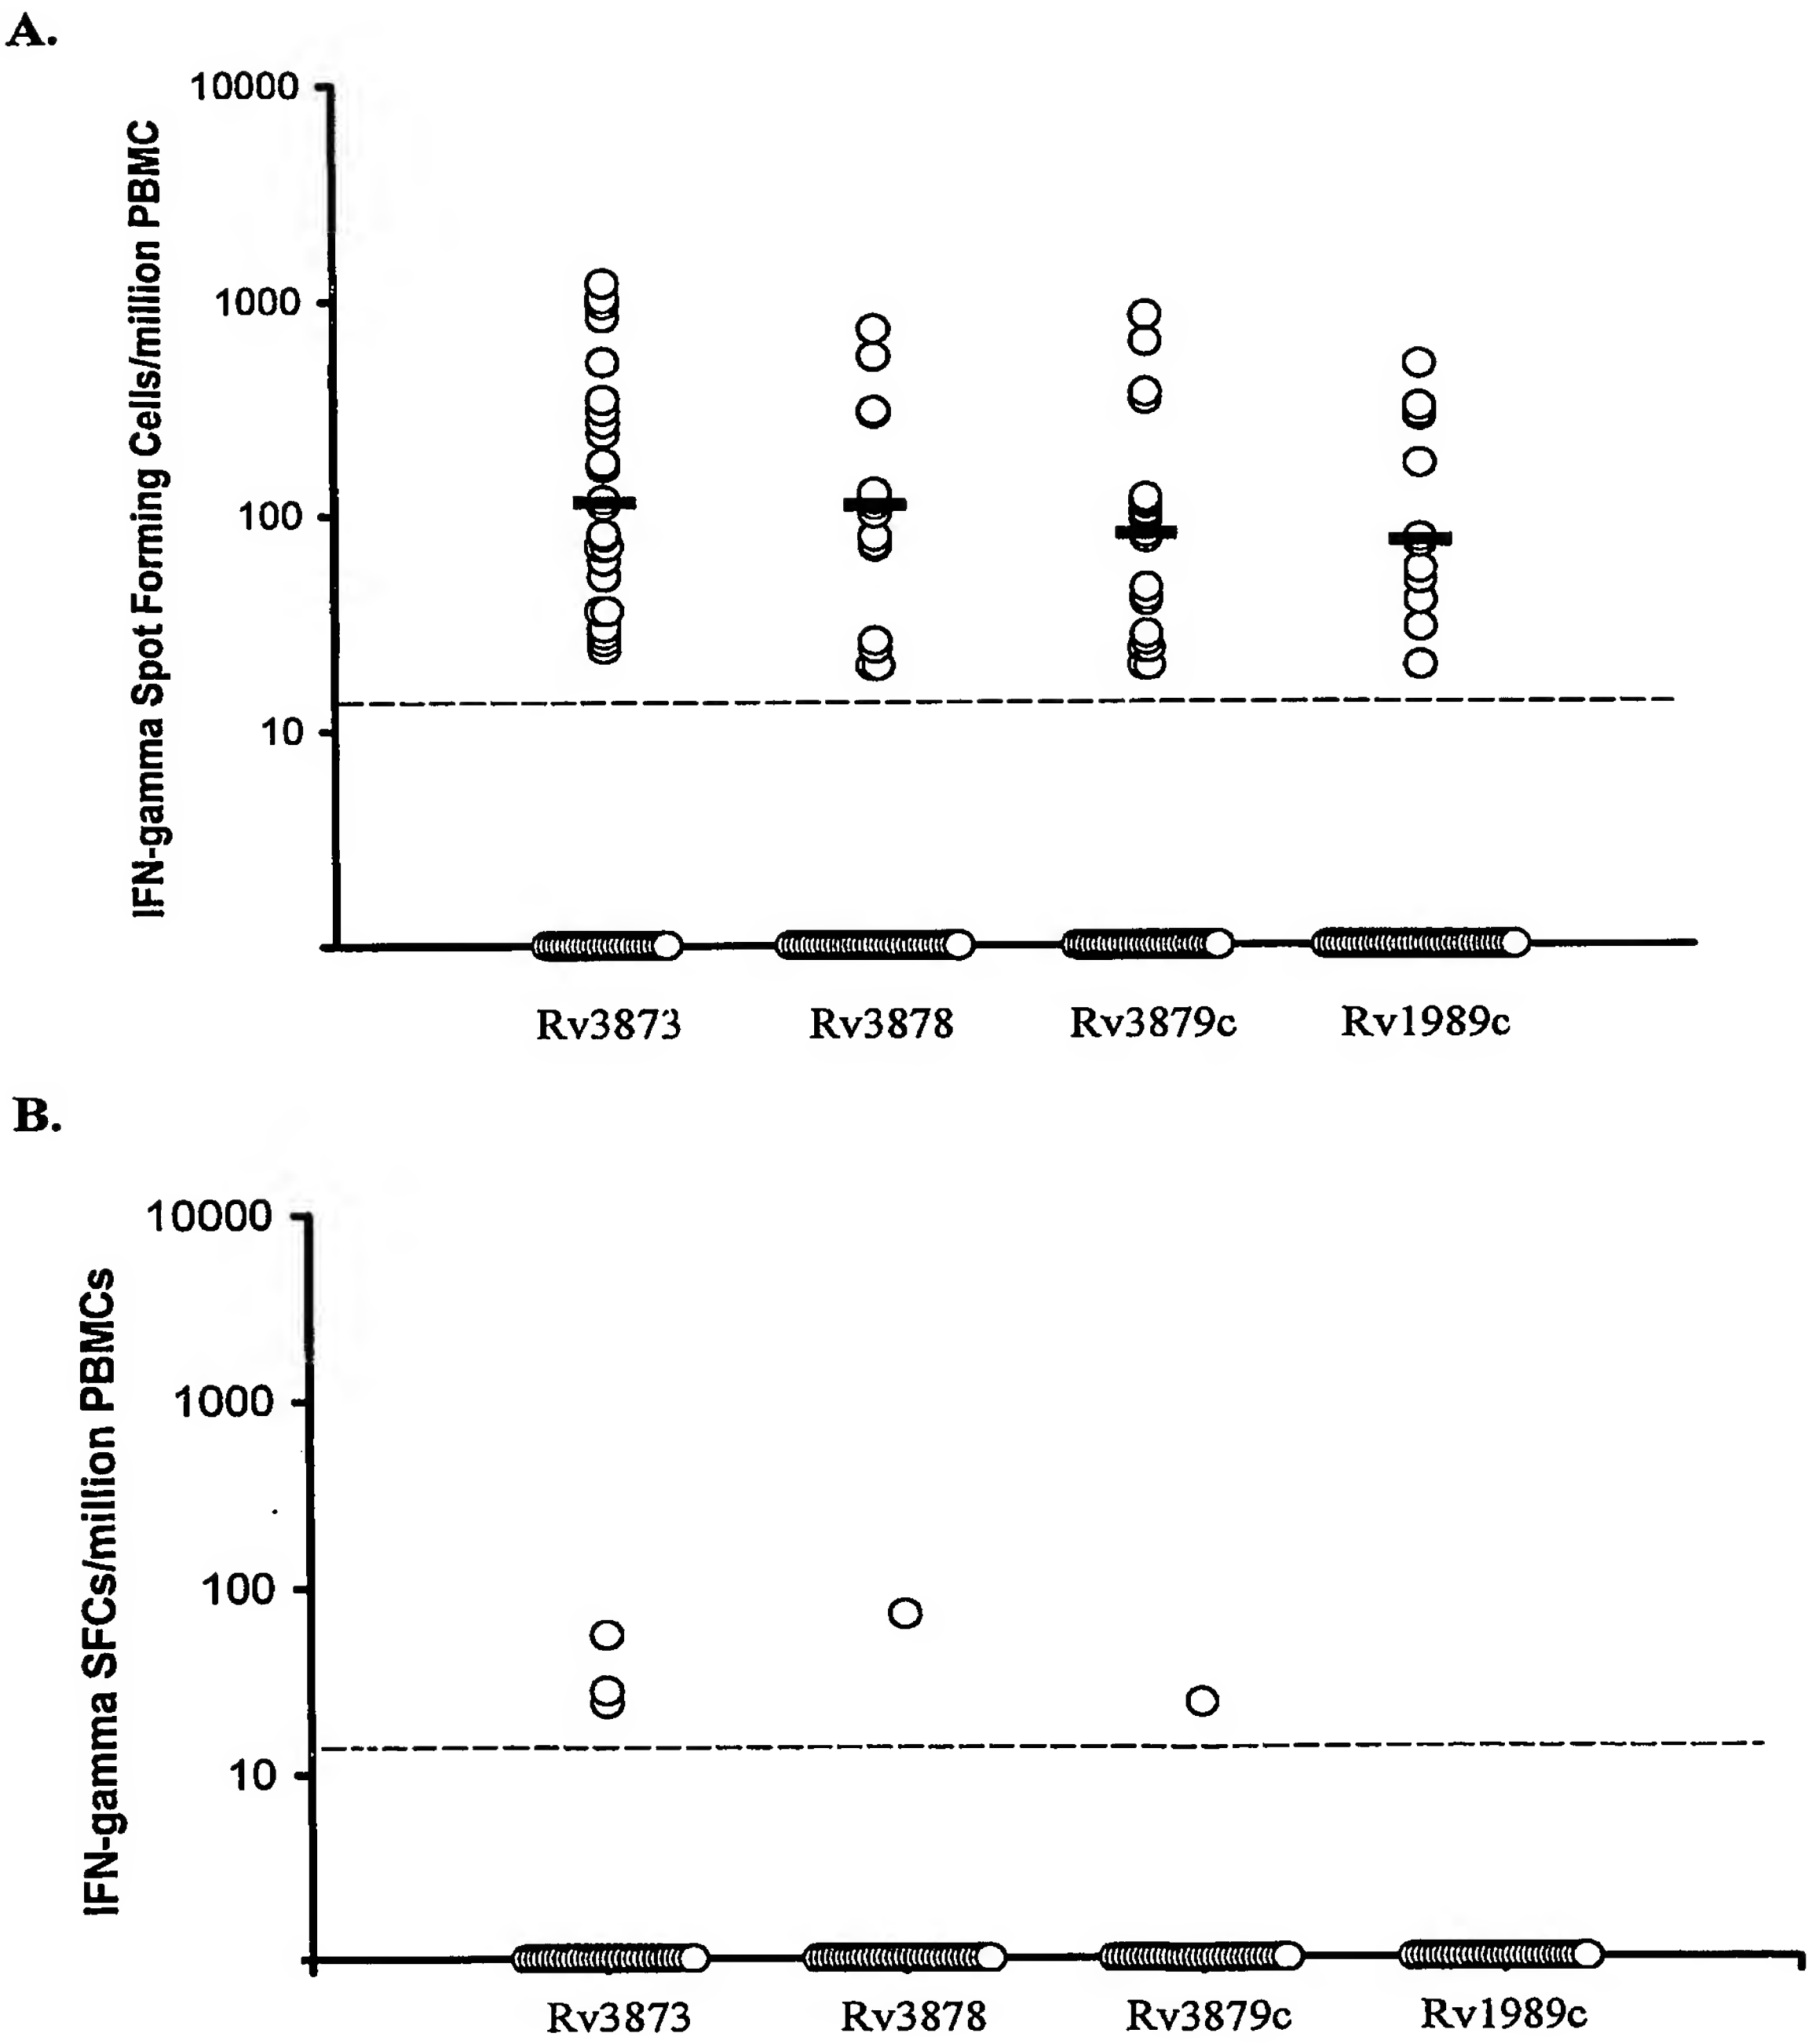 A.
10000
1000
100
10
IFN-gamma Spot Forming Cells/million PBMC
Rv3873 Rv3878 Rv3879c Rv1989c
B.
10000
1000
100
10
IFN-gamma SFCs/million PBMCs
Rv3873 Rv3878 Rv3879c Rv1989c